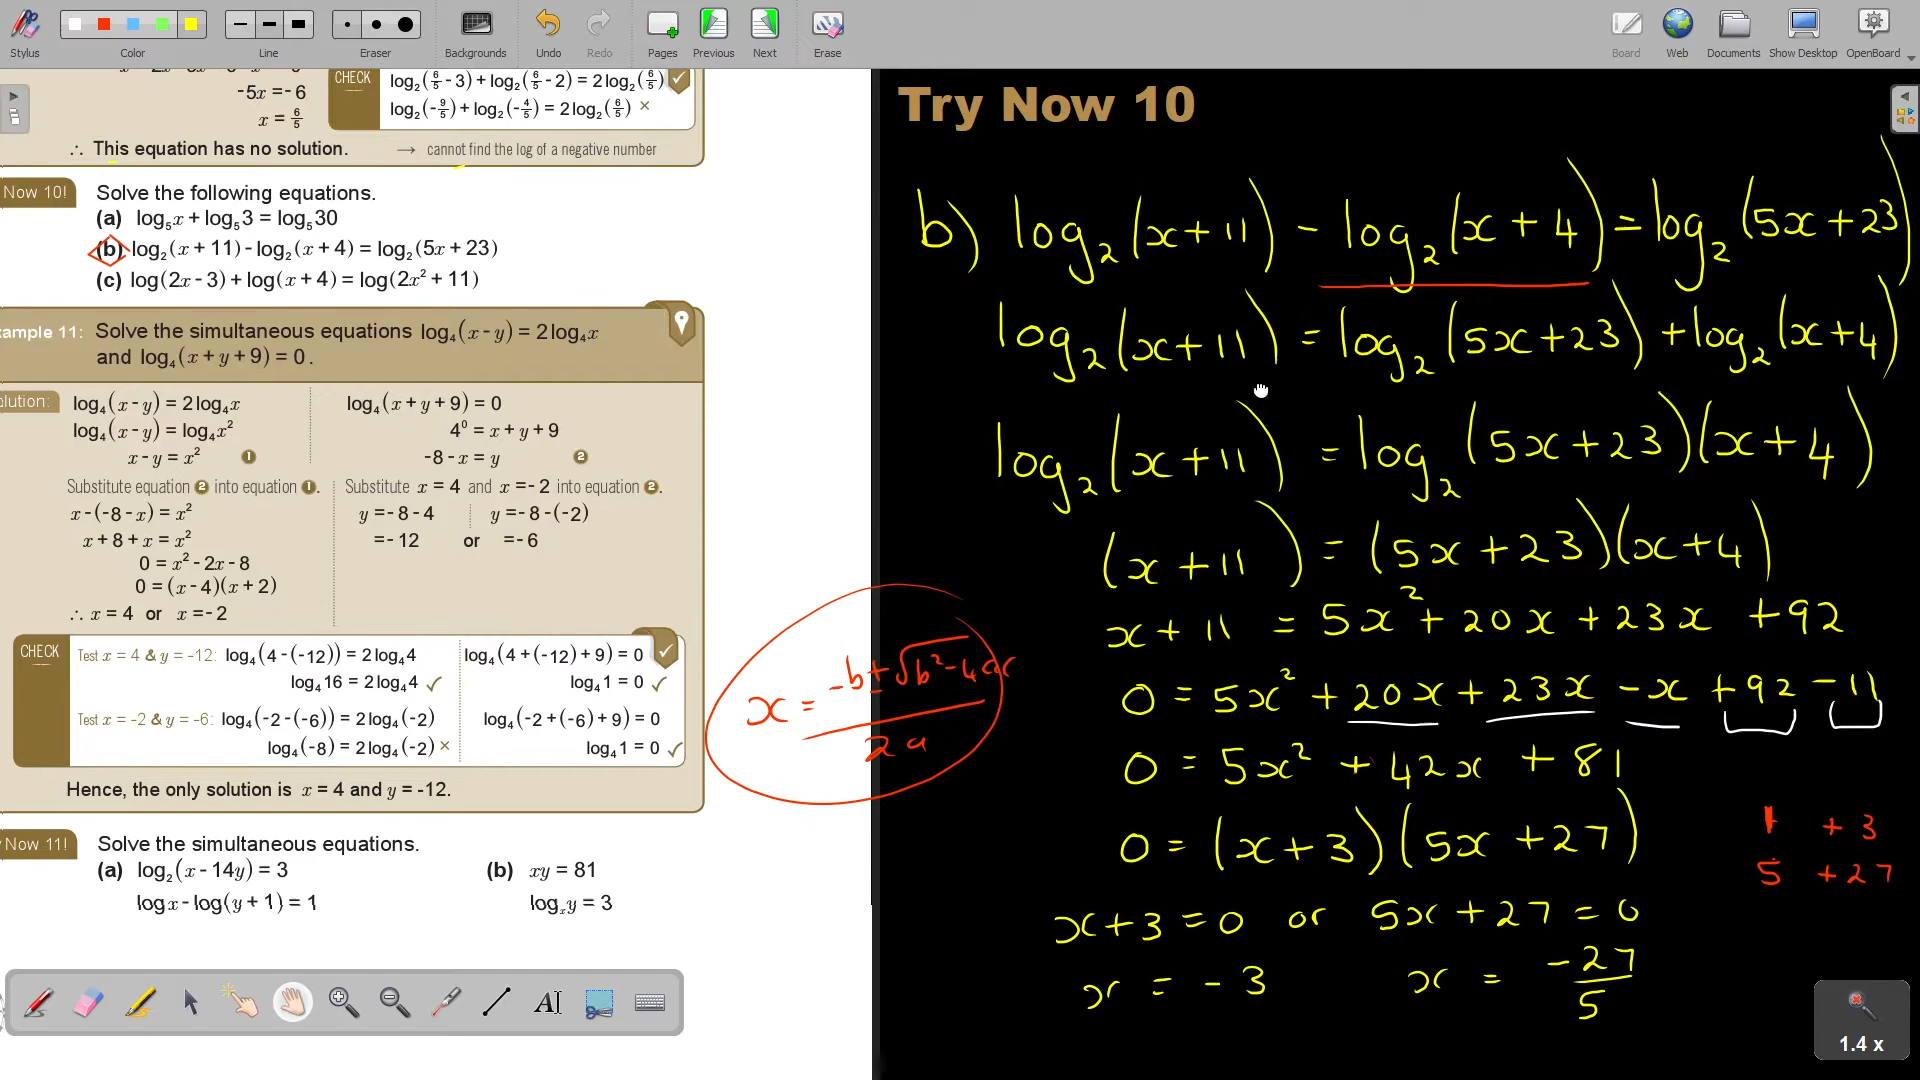 Stylus Color Line Eraser Backgrounds Undo Redo Pages Previous Next Erase Board Web Documents Show Desktop OpenBoard
-5x = -6
x = 6/5
CHECK
log₂(6/5 - 3) + log₂(6/5 - 2) = 2log₂(6/5)
log₂(-9/5) + log₂(-4/5) = 2log₂(6/5) ×
∴ This equation has no solution. → cannot find the log of a negative number
Now 10! Solve the following equations.
(a) log₅x + log₅3 = log₅30
(b) log₂(x + 11) - log₂(x + 4) = log₂(5x + 23)
(c) log(2x - 3) + log(x + 4) = log(2x² + 11)
ample 11: Solve the simultaneous equations log₄(x - y) = 2log₄x
and log₄(x + y + 9) = 0.
lution:
log₄(x - y) = 2log₄x
log₄(x - y) = log₄x²
x - y = x² 1
log₄(x + y + 9) = 0
4⁰ = x + y + 9
-8 - x = y 2
Substitute equation 2 into equation 1.
x - (-8 - x) = x²
x + 8 + x = x²
0 = x² - 2x - 8
0 = (x - 4)(x + 2)
∴ x = 4 or x = -2
Substitute x = 4 and x = -2 into equation 2.
y = -8 - 4 y = -8 - (-2)
= -12 or = -6
CHECK
Test x = 4 & y = -12: log₄(4 - (-12)) = 2log₄4 log₄(4 + (-12) + 9) = 0
log₄16 = 2log₄4 ✓ log₄1 = 0 ✓
Test x = -2 & y = -6: log₄(-2 - (-6)) = 2log₄(-2) log₄(-2 + (-6) + 9) = 0
log₄(-8) = 2log₄(-2) × log₄1 = 0 ✓
Hence, the only solution is x = 4 and y = -12.
Now 11! Solve the simultaneous equations.
(a) log₂(x - 14y) = 3 (b) xy = 81
logx - log(y + 1) = 1 logₓy = 3
x = -b ± √b² - 4ac / 2a
Try Now 10
b) log₂(x + 11) - log₂(x + 4) = log₂(5x + 23)
log₂(x + 11) = log₂(5x + 23) + log₂(x + 4)
log₂(x + 11) = log₂(5x + 23)(x + 4)
(x + 11) = (5x + 23)(x + 4)
x + 11 = 5x² + 20x + 23x + 92
0 = 5x² + 20x + 23x - x + 92 - 11
0 = 5x² + 42x + 81
0 = (x + 3)(5x + 27)
1 + 3
5 + 27
x + 3 = 0 or 5x + 27 = 0
x = -3 x = -27/5
1.4 x